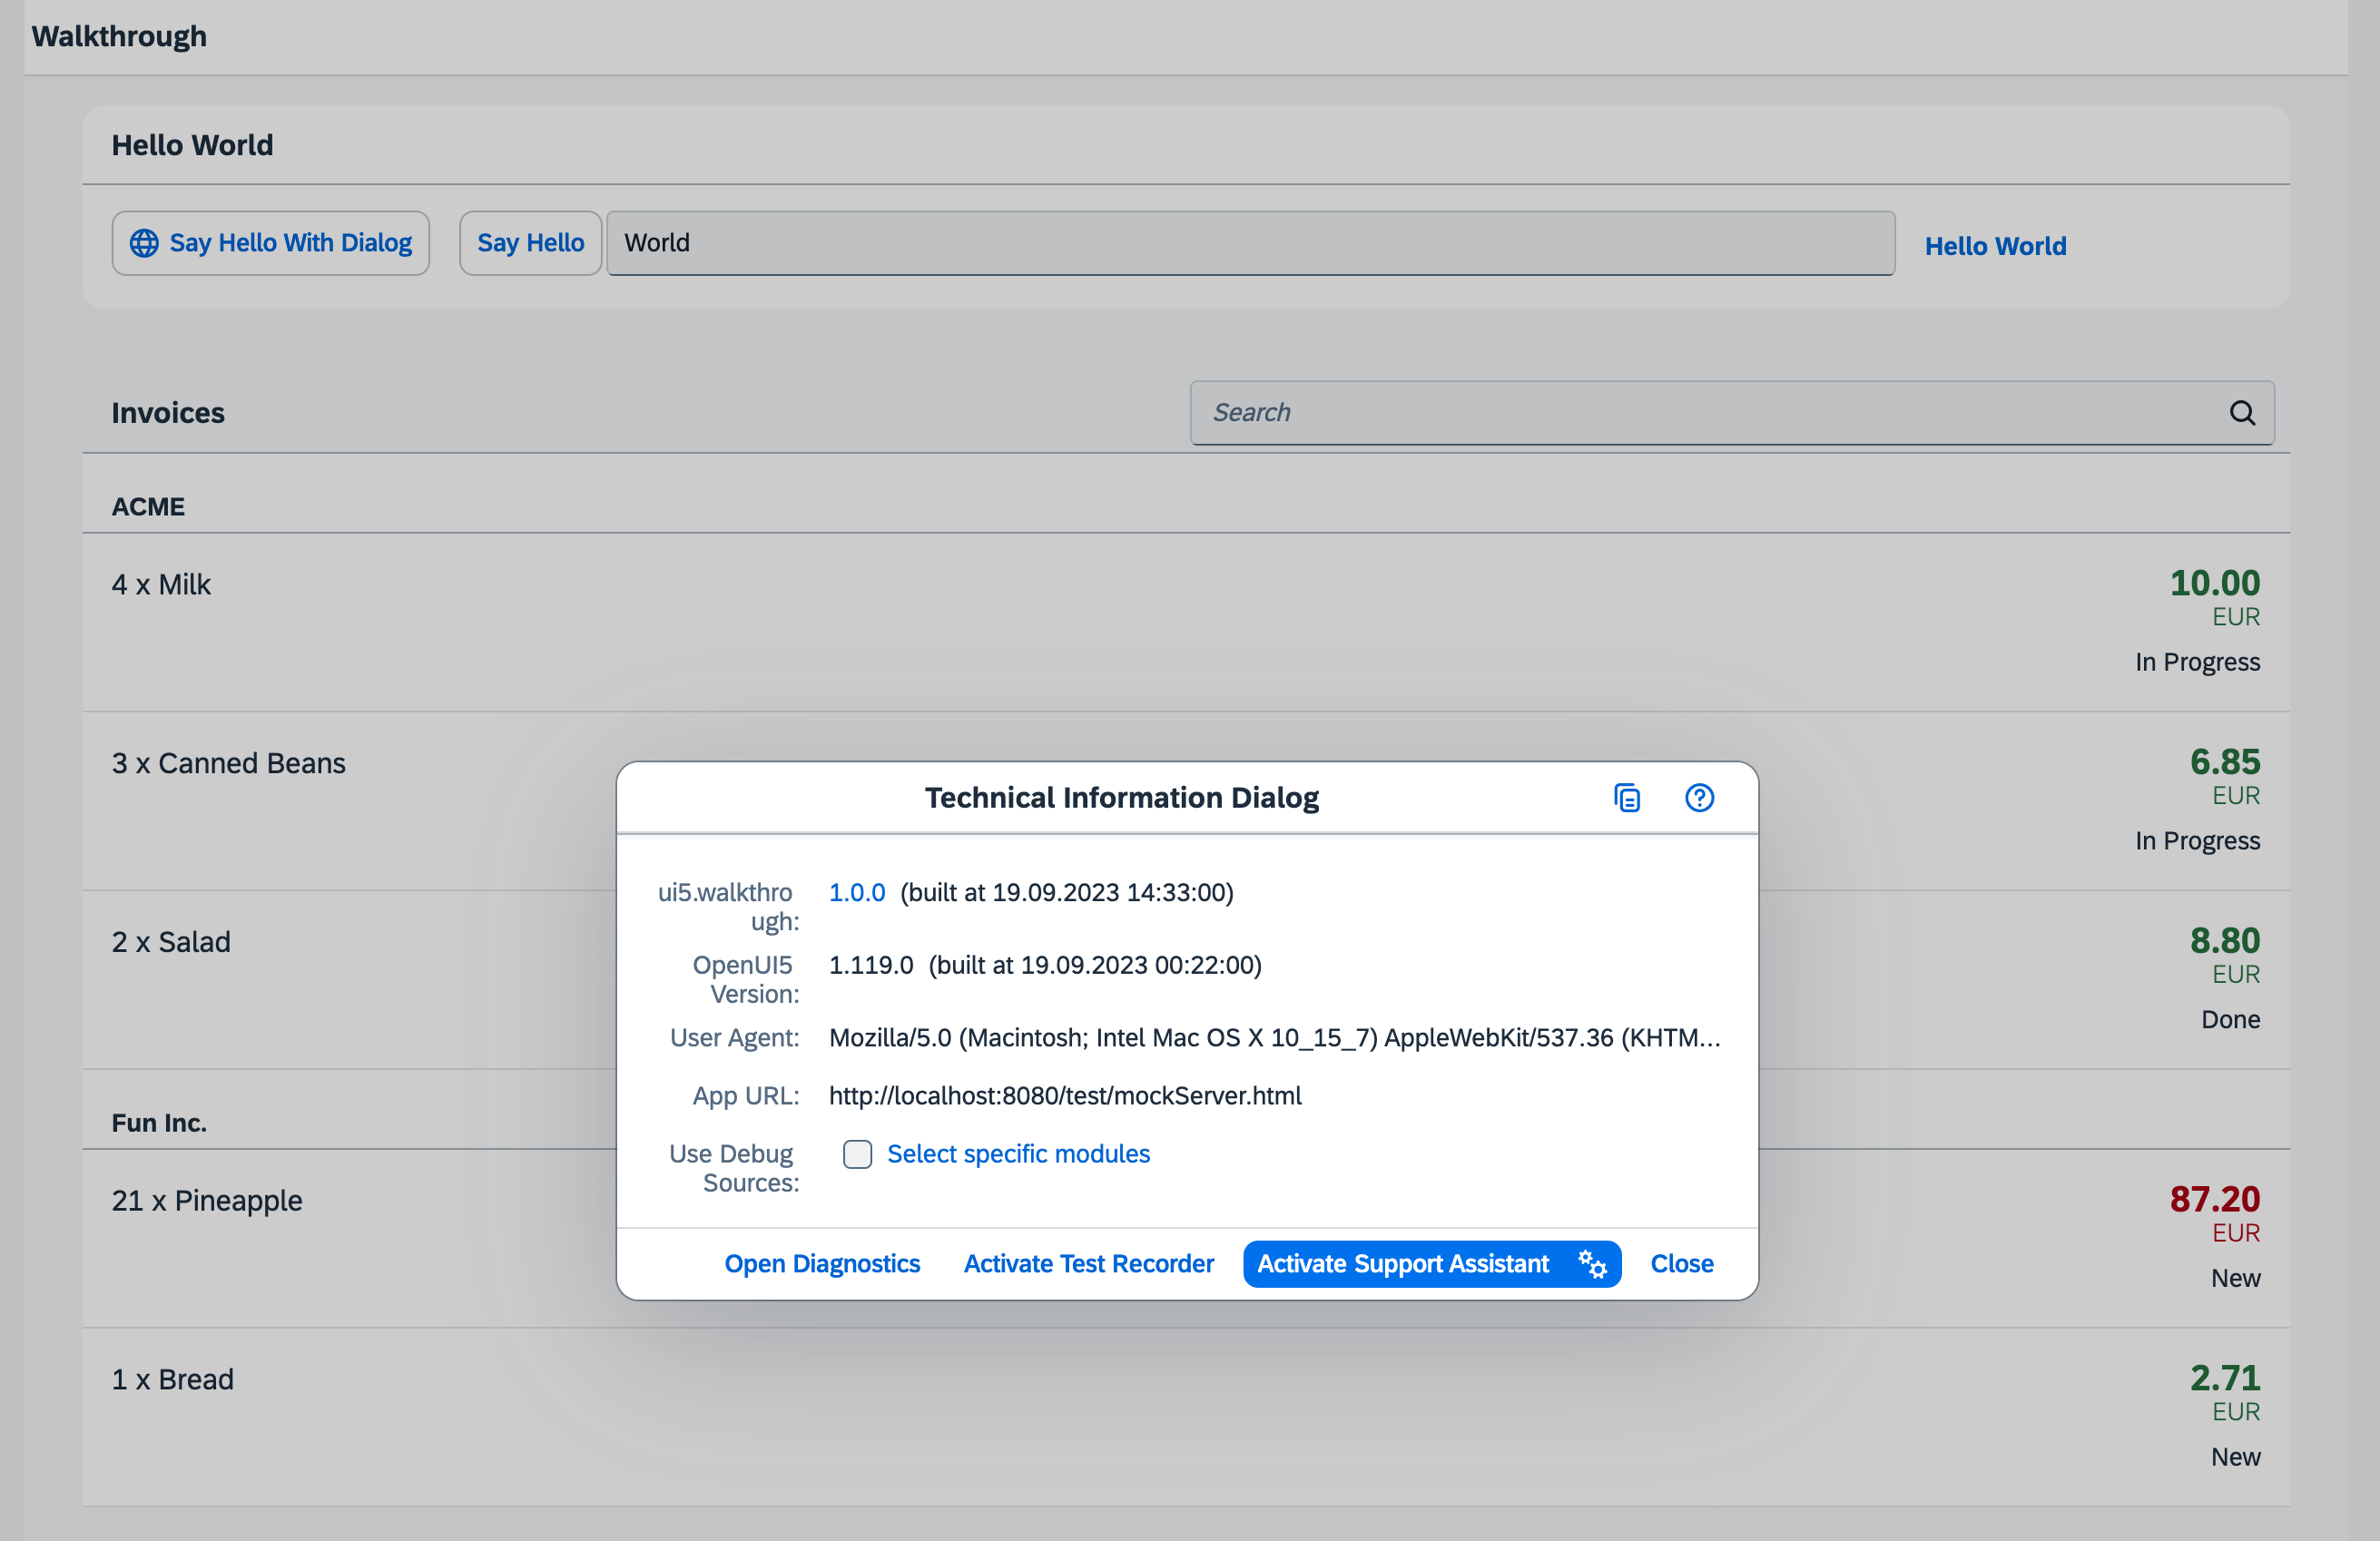 Walkthrough
Hello World
Say Hello With Dialog
Say Hello
World
Hello World
Invoices
Search
ACME
4 x Milk
10.00
EUR
In Progress
3 x Canned Beans
6.85
EUR
In Progress
2 x Salad
8.80
EUR
Done
Fun Inc.
21 x Pineapple
87.20
EUR
New
1 x Bread
2.71
EUR
New
Technical Information Dialog
ui5.walkthro
ugh:
1.0.0 (built at 19.09.2023 14:33:00)
OpenUI5
Version:
1.119.0 (built at 19.09.2023 00:22:00)
User Agent:
Mozilla/5.0 (Macintosh; Intel Mac OS X 10_15_7) AppleWebKit/537.36 (KHTM...
App URL:
http://localhost:8080/test/mockServer.html
Use Debug
Sources:
Select specific modules
Open Diagnostics
Activate Test Recorder
Activate Support Assistant
Close